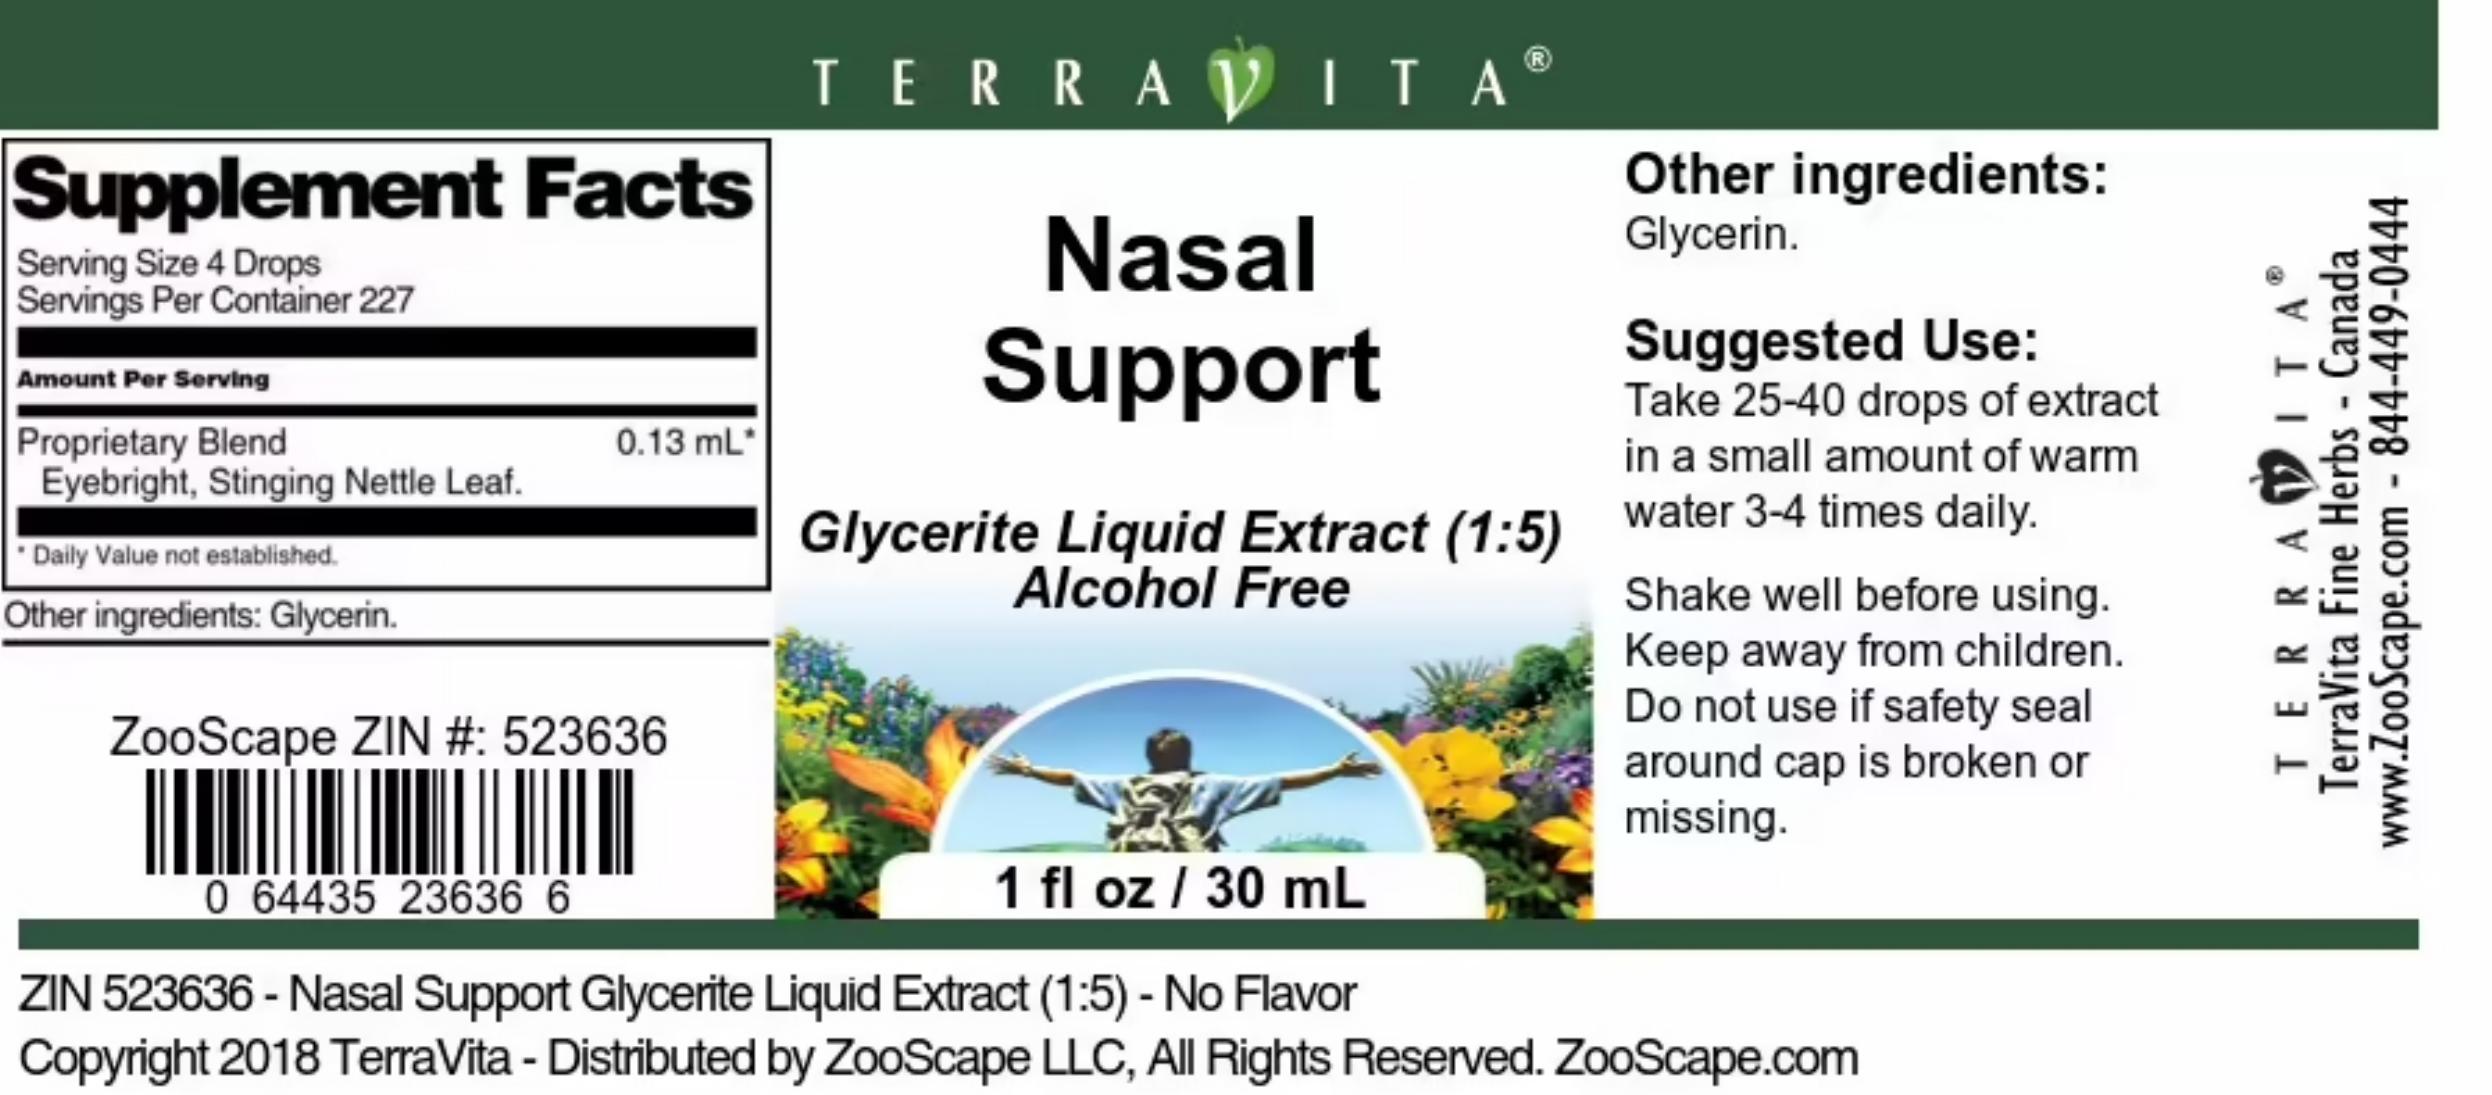 TERRAVITA®
Supplement Facts
Serving Size 4 Drops
Servings Per Container 227
Amount Per Serving
Proprietary Blend 0.13 mL*
Eyebright, Stinging Nettle Leaf.
* Daily Value not established.
Other ingredients: Glycerin.
ZooScape ZIN #: 523636
0 64435 23636 6
Nasal
Support
Glycerite Liquid Extract (1:5)
Alcohol Free
1 fl oz / 30 mL
Other ingredients:
Glycerin.
Suggested Use:
Take 25-40 drops of extract
in a small amount of warm
water 3-4 times daily.
Shake well before using.
Keep away from children.
Do not use if safety seal
around cap is broken or
missing.
TERRAVITA®
TerraVita Fine Herbs - Canada
www.ZooScape.com - 844-449-0444
ZIN 523636 - Nasal Support Glycerite Liquid Extract (1:5) - No Flavor
Copyright 2018 TerraVita - Distributed by ZooScape LLC, All Rights Reserved. ZooScape.com